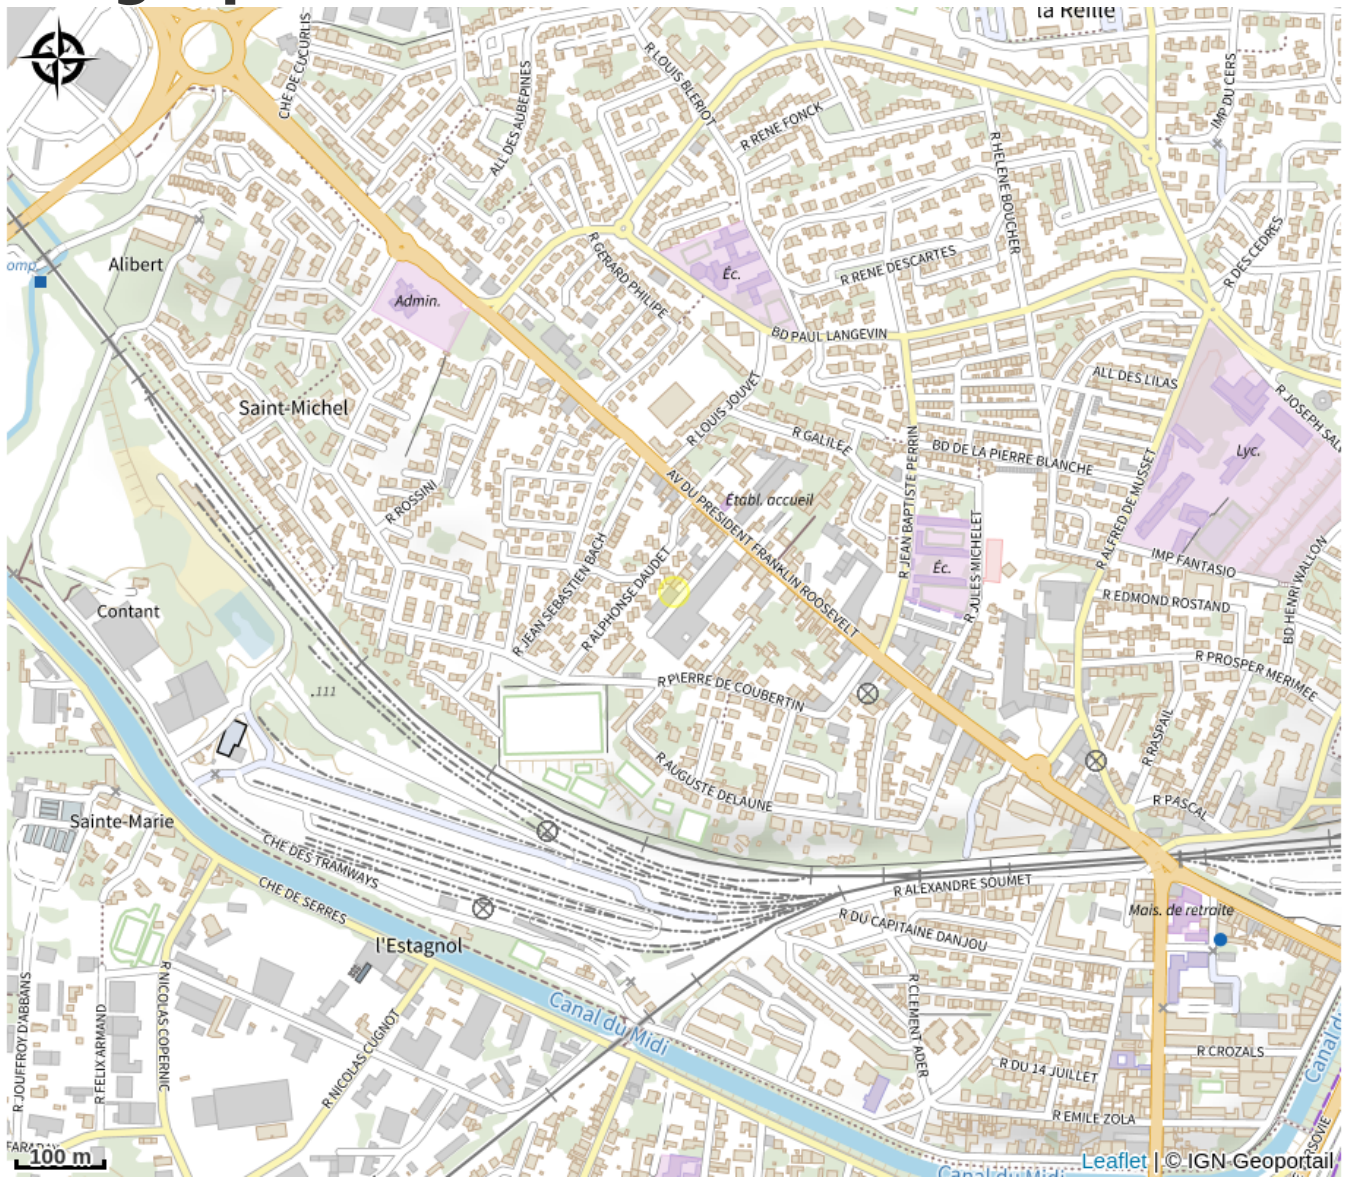 la Reille
CHE DE CUCURLIS
R LOUIS BLERIOT
ALL DES AUBEPINES
R RENE FONCK
IMP DU CERS
R HELENE BOUCHER
Alibert
omp
R GERARD PHILIPE
Éc.
R RENE DESCARTES
R DES CEDRES
Admin.
BD PAUL LANGEVIN
ALL DES LILAS
R JOSEPH SALV
Saint-Michel
R LOUIS JOUVET
R GALILEE
BD DE LA PIERRE BLANCHE
Lyc.
R ROSSINI
AV DU PRESIDENT FRANKLIN ROOSEVELT
Établ. accueil
R JEAN BAPTISTE PERRIN
R JULES MICHELET
R ALFRED DE MUSSET
Éc.
IMP FANTASIO
R JEAN SEBASTIEN BACH
R ALPHONSE DAUDET
R EDMOND ROSTAND
BD HENRI WALLON
Contant
R PROSPER MERIMEE
.111
R PIERRE DE COUBERTIN
R RASPAIL
R AUGUSTE DELAUNE
R PASCAL
Sainte-Marie
CHE DES TRAMWAYS
CHE DE SERRES
R ALEXANDRE SOUMET
Mais. de retraite
R DU CAPITAINE DANJOU
l'Estagnol
R JOUFFROY D'ABBANS
R FELIX ARMAND
R NICOLAS COPERNIC
R NICOLAS CUGNOT
Canal du Midi
R CLEMENT ADER
R DU 14 JUILLET
R CROZALS
R EMILE ZOLA
Canal du Midi
100 m
Leaflet | © IGN Geoportail